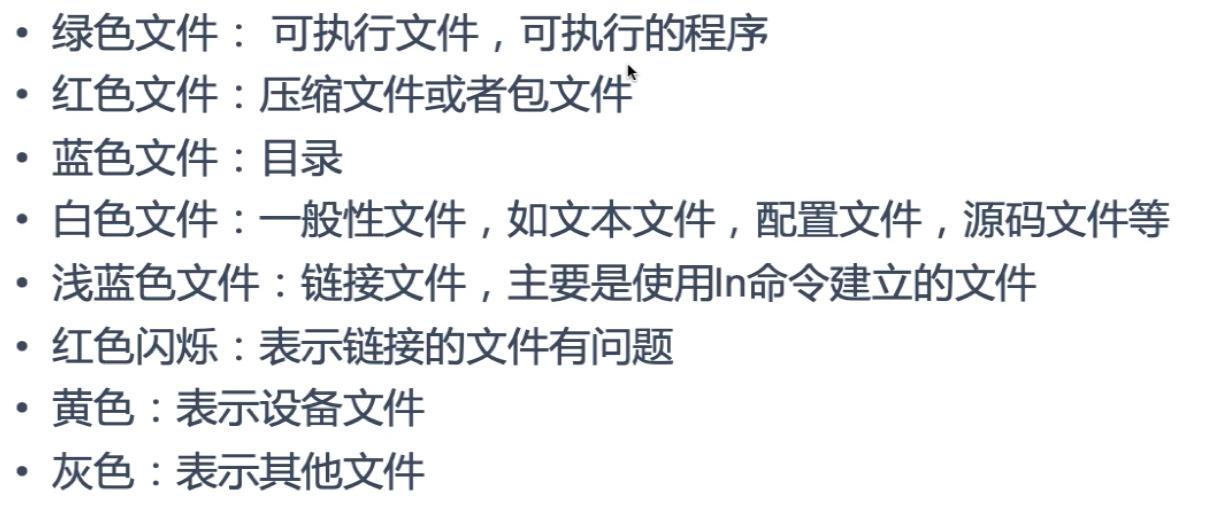 • 绿色文件： 可执行文件，可执行的程序
• 红色文件：压缩文件或者包文件
• 蓝色文件：目录
• 白色文件：一般性文件，如文本文件，配置文件，源码文件等
• 浅蓝色文件：链接文件，主要是使用ln命令建立的文件
• 红色闪烁：表示链接的文件有问题
• 黄色：表示设备文件
• 灰色：表示其他文件